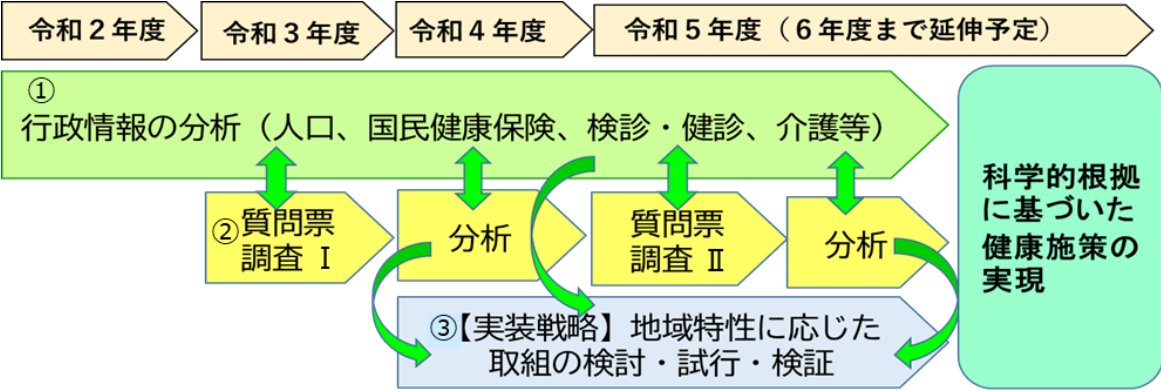 令和２年度
令和３年度
令和４年度
令和５年度（６年度まで延伸予定）
①
行政情報の分析（人口、国民健康保険、検診・健診、介護等）
②質問票
調査 Ⅰ
分析
質問票
調査 Ⅱ
分析
③【実装戦略】地域特性に応じた
取組の検討・試行・検証
科学的根拠
に基づいた
健康施策の
実現